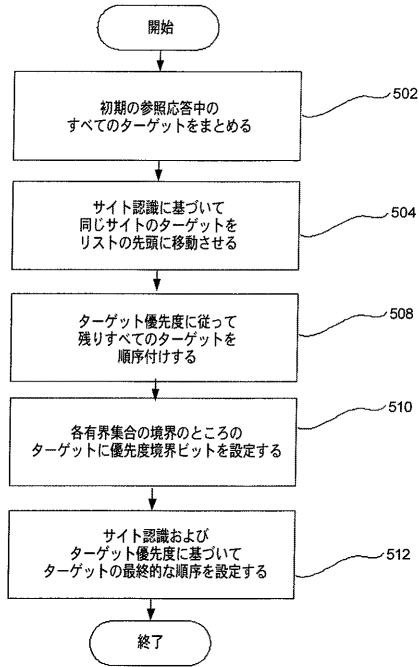 開始
初期の参照応答中の
すべてのターゲットをまとめる
502
サイト認識に基づいて
同じサイトのターゲットを
リストの先頭に移動させる
504
ターゲット優先度に従って
残りすべてのターゲットを
順序付けする
508
各有界集合の境界のところの
ターゲットに優先度境界ビットを設定する
510
サイト認識および
ターゲット優先度に基づいて
ターゲットの最終的な順序を設定する
512
終了